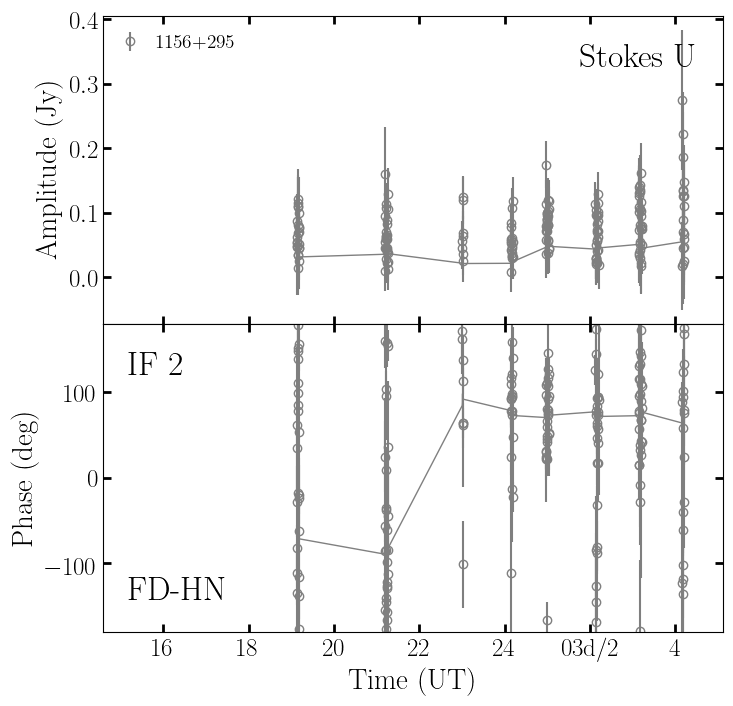 0.4
1156+295
Stokes U
0.3
0.2
0.1
0.0
Amplitude (Jy)
IF 2
100
0
−100
Phase (deg)
FD-HN
16 18 20 22 24 03d/2 4
Time (UT)